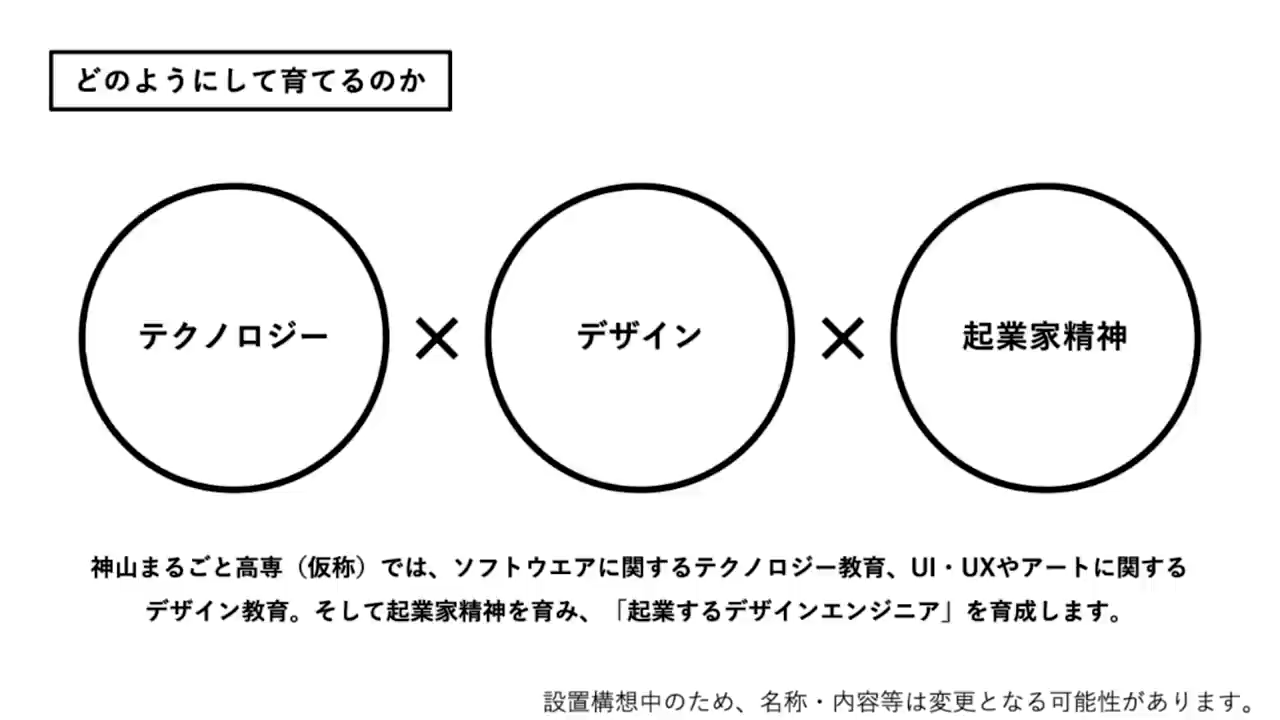 どのようにして育てるのか
テクノロジー × デザイン × 起業家精神
神山まるごと高専（仮称）では、ソフトウエアに関するテクノロジー教育、UI・UXやアートに関する
デザイン教育。そして起業家精神を育み、「起業するデザインエンジニア」を育成します。
設置構想中のため、名称・内容等は変更となる可能性があります。